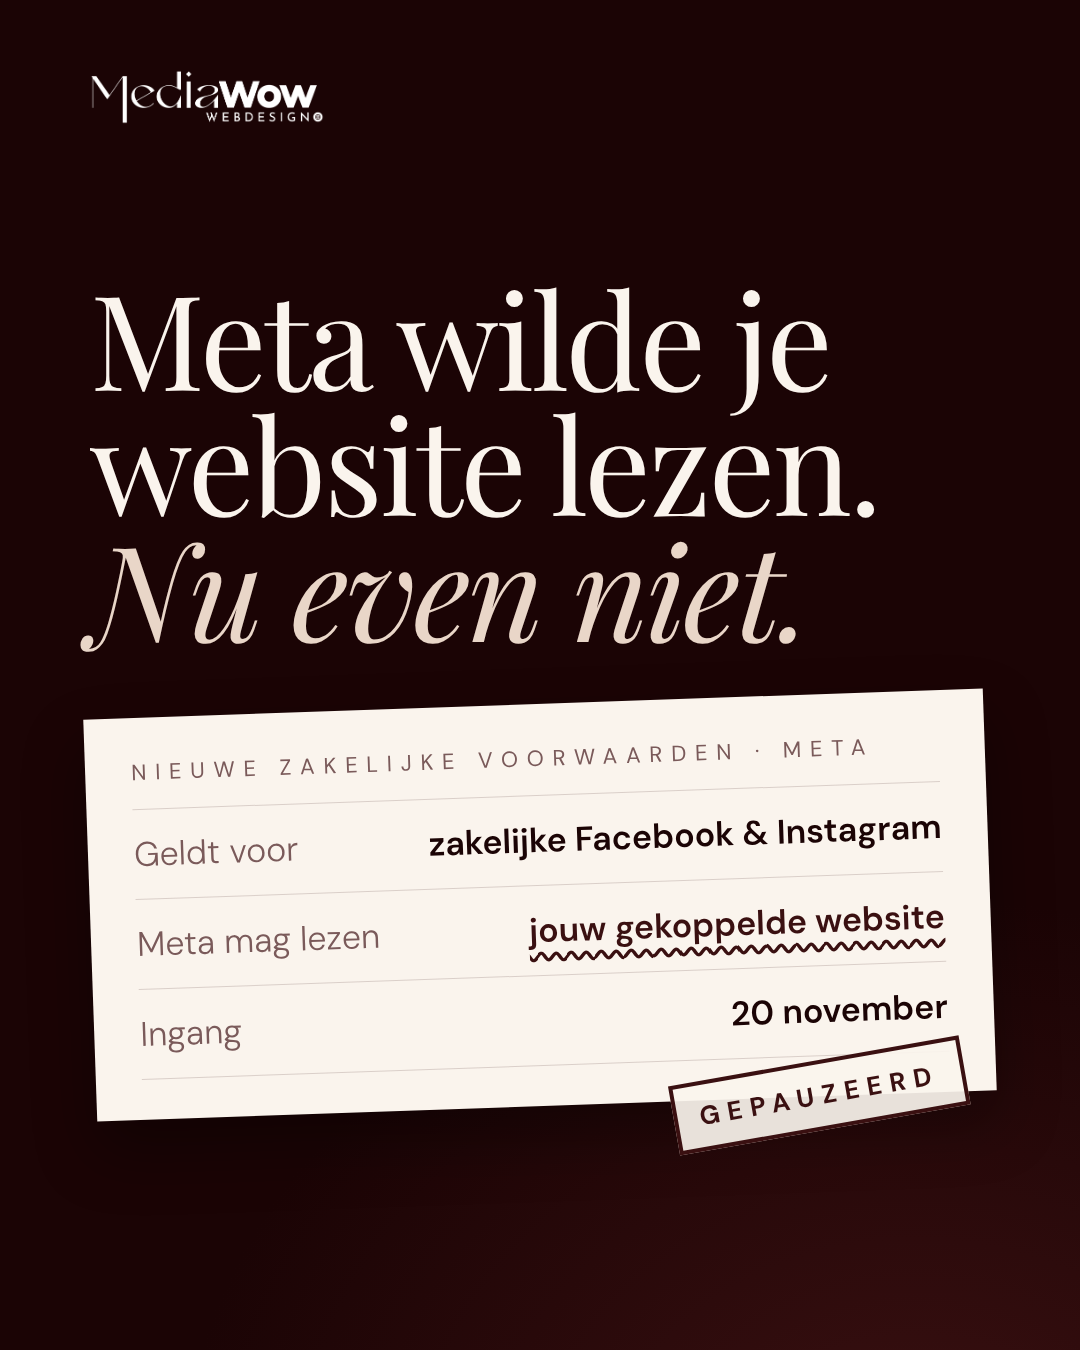 MediaWow
WEBDESIGN
Meta wilde je
website lezen.
Nu even niet.
NIEUWE ZAKELIJKE VOORWAARDEN · META
Geldt voor zakelijke Facebook & Instagram
Meta mag lezen jouw gekoppelde website
Ingang 20 november
GEPAUZEERD